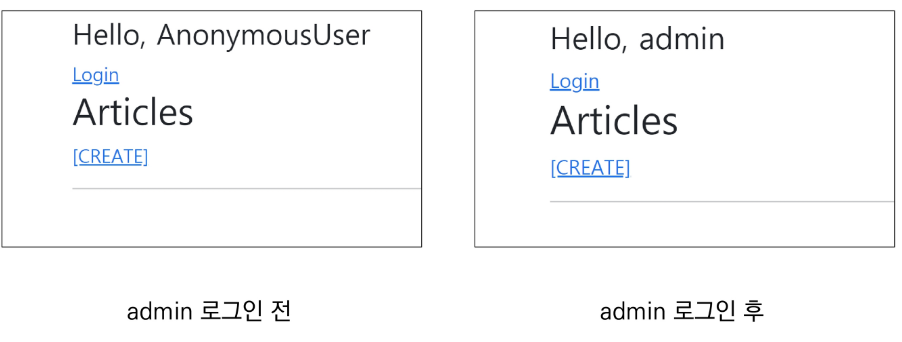 Hello, AnonymousUser
Login
Articles
[CREATE]
admin 로그인 전
Hello, admin
Login
Articles
[CREATE]
admin 로그인 후